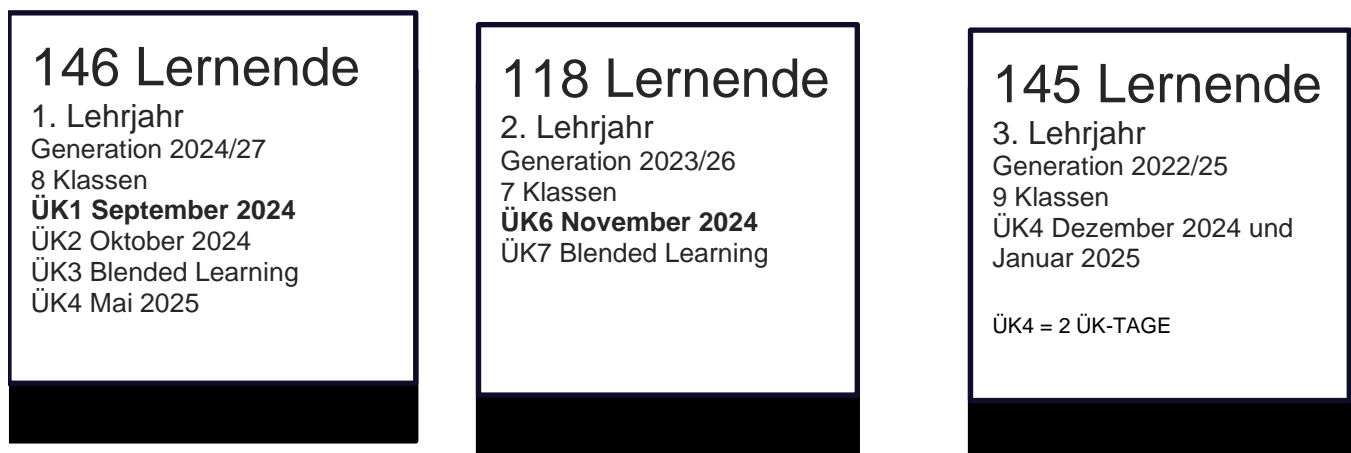 146 Lernende
1. Lehrjahr
Generation 2024/27
8 Klassen
ÜK1 September 2024
ÜK2 Oktober 2024
ÜK3 Blended Learning
ÜK4 Mai 2025
118 Lernende
2. Lehrjahr
Generation 2023/26
7 Klassen
ÜK6 November 2024
ÜK7 Blended Learning
145 Lernende
3. Lehrjahr
Generation 2022/25
9 Klassen
ÜK4 Dezember 2024 und
Januar 2025
ÜK4 = 2 ÜK-TAGE